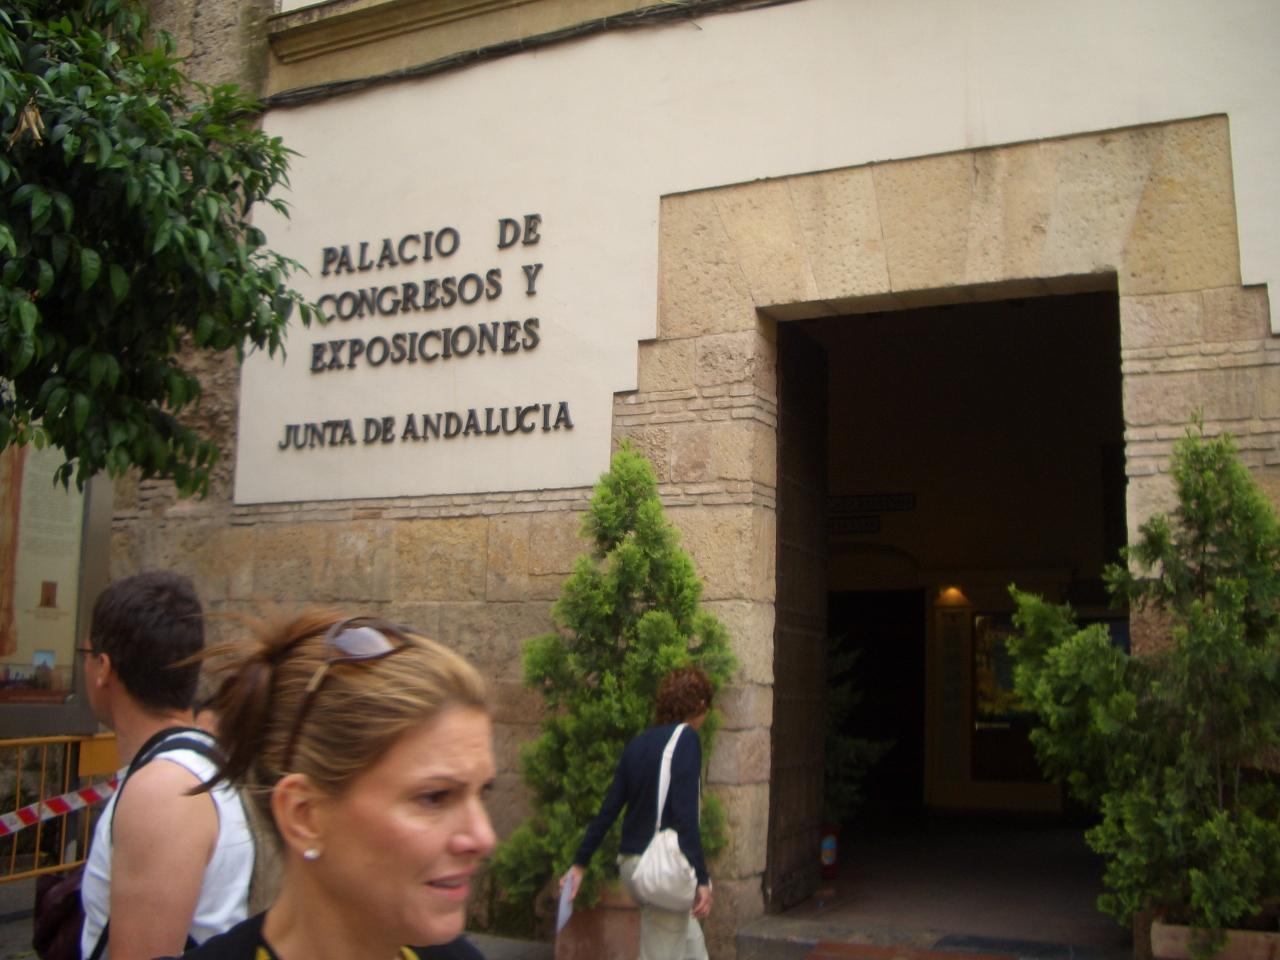 PALACIO DE
CONGRESOS Y
EXPOSICIONES
JUNTA DE ANDALUCIA